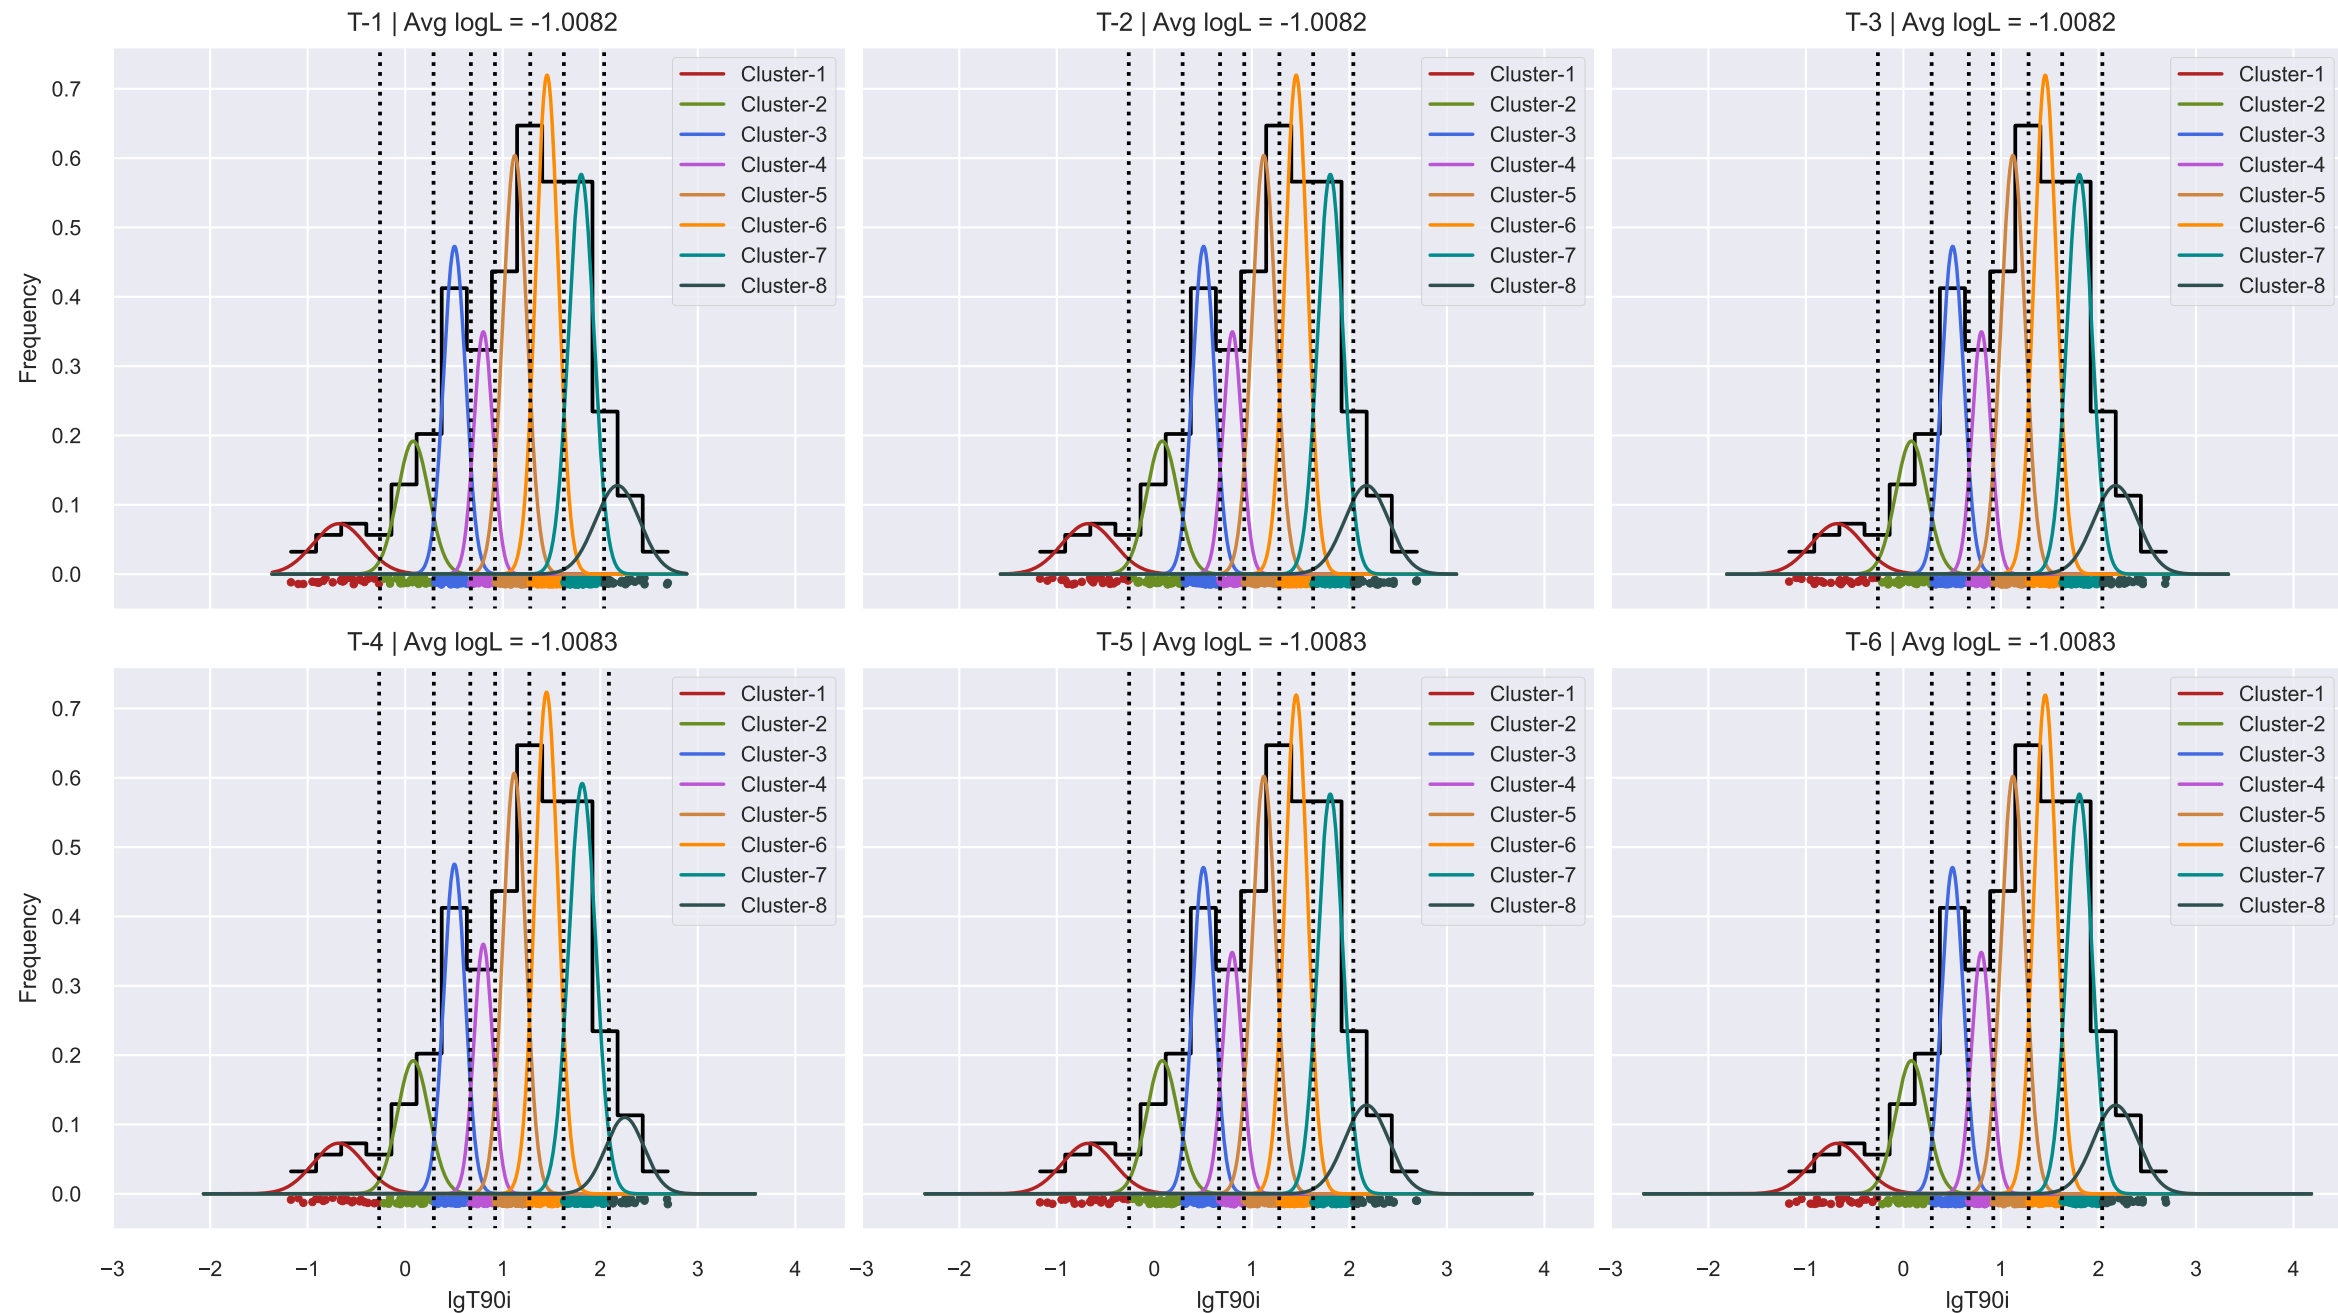 T-1 | Avg logL = -1.0082
T-2 | Avg logL = -1.0082
T-3 | Avg logL = -1.0082
Frequency
0.7
0.6
0.5
0.4
0.3
0.2
0.1
0.0
Cluster-1
Cluster-2
Cluster-3
Cluster-4
Cluster-5
Cluster-6
Cluster-7
Cluster-8
Cluster-1
Cluster-2
Cluster-3
Cluster-4
Cluster-5
Cluster-6
Cluster-7
Cluster-8
Cluster-1
Cluster-2
Cluster-3
Cluster-4
Cluster-5
Cluster-6
Cluster-7
Cluster-8
T-4 | Avg logL = -1.0083
T-5 | Avg logL = -1.0083
T-6 | Avg logL = -1.0083
Frequency
0.7
0.6
0.5
0.4
0.3
0.2
0.1
0.0
Cluster-1
Cluster-2
Cluster-3
Cluster-4
Cluster-5
Cluster-6
Cluster-7
Cluster-8
Cluster-1
Cluster-2
Cluster-3
Cluster-4
Cluster-5
Cluster-6
Cluster-7
Cluster-8
Cluster-1
Cluster-2
Cluster-3
Cluster-4
Cluster-5
Cluster-6
Cluster-7
Cluster-8
−3 −2 −1 0 1 2 3 4
−3 −2 −1 0 1 2 3 4
−3 −2 −1 0 1 2 3 4
lgT90i
lgT90i
lgT90i